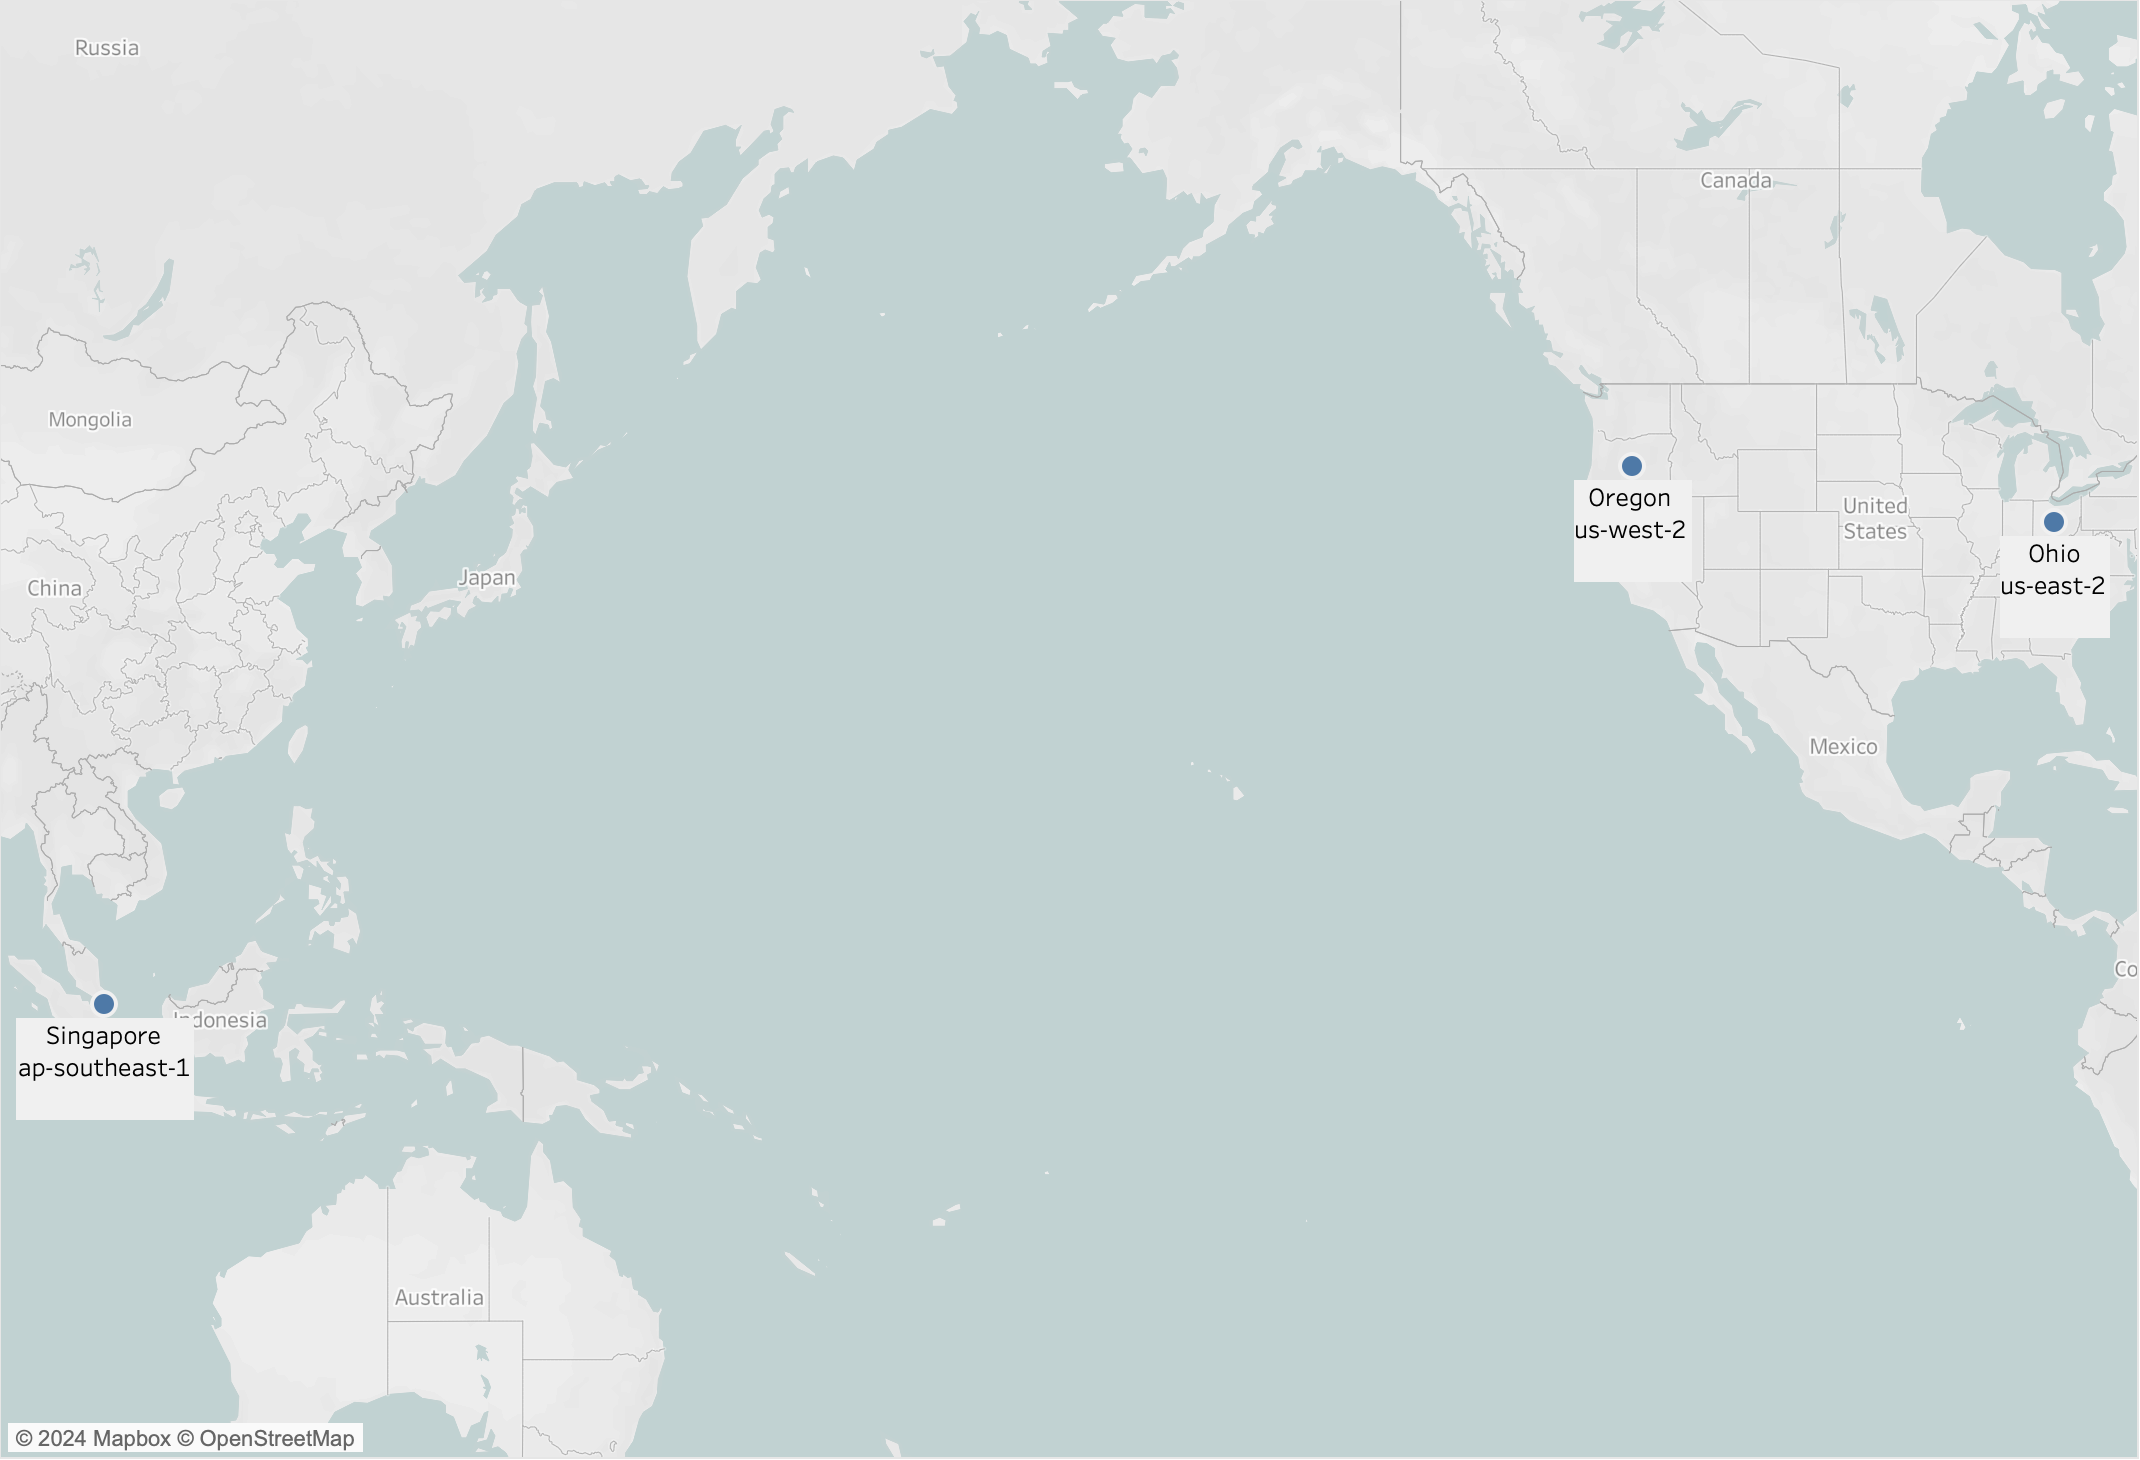 Russia
Canada
Mongolia
Oregon
us-west-2
United
States
Ohio
us-east-2
China
Japan
Mexico
Co
Indonesia
Singapore
ap-southeast-1
Australia
© 2024 Mapbox © OpenStreetMap